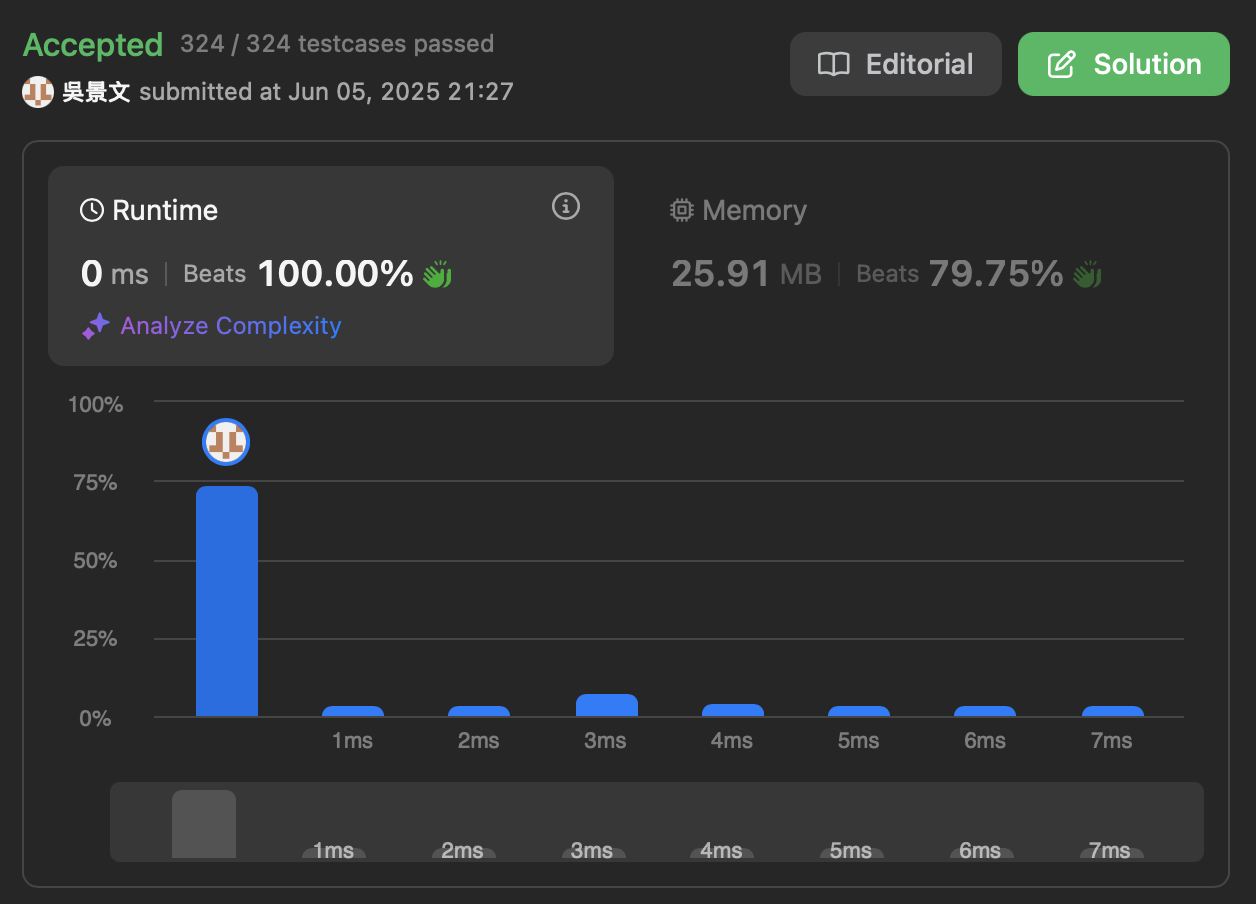 Accepted 324 / 324 testcases passed
吳景文 submitted at Jun 05, 2025 21:27
Editorial
Solution
Runtime
0 ms | Beats 100.00%
Analyze Complexity
Memory
25.91 MB | Beats 79.75%
100%
75%
50%
25%
0%
1ms 2ms 3ms 4ms 5ms 6ms 7ms
1ms 2ms 3ms 4ms 5ms 6ms 7ms